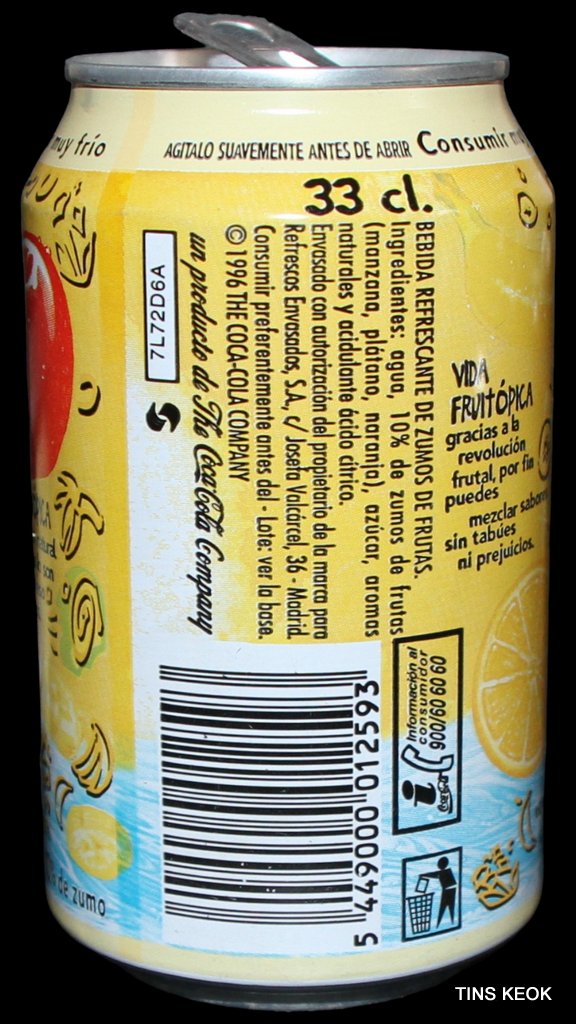 muy frío
AGITALO SUAVEMENTE ANTES DE ABRIR Consumir
33 cl.
BEBIDA REFRESCANTE DE ZUMOS DE FRUTAS.
Ingredientes: agua, 10% de zumos de frutas
(manzana, plátano, naranja), azúcar, aromas
naturales y acidulante ácido cítrico.
Envasado con autorización del propietario de la marca para
Refrescos Envasados, S.A., c/ Josefa Valcárcel, 36 - Madrid.
Consumir preferentemente antes del - Lote: ver la base.
© 1996 THE COCA-COLA COMPANY
un producto de The Coca-Cola Company
7L72D6A
VIDA
FRUITÓPICA
gracias a la
revolución
frutal, por fin
puedes
mezclar sabores
sin tabúes
ni prejuicios.
Información al
consumidor
900/60 60 60
Coca-Cola
5 449000 012593
de zumo
TINS KEOK